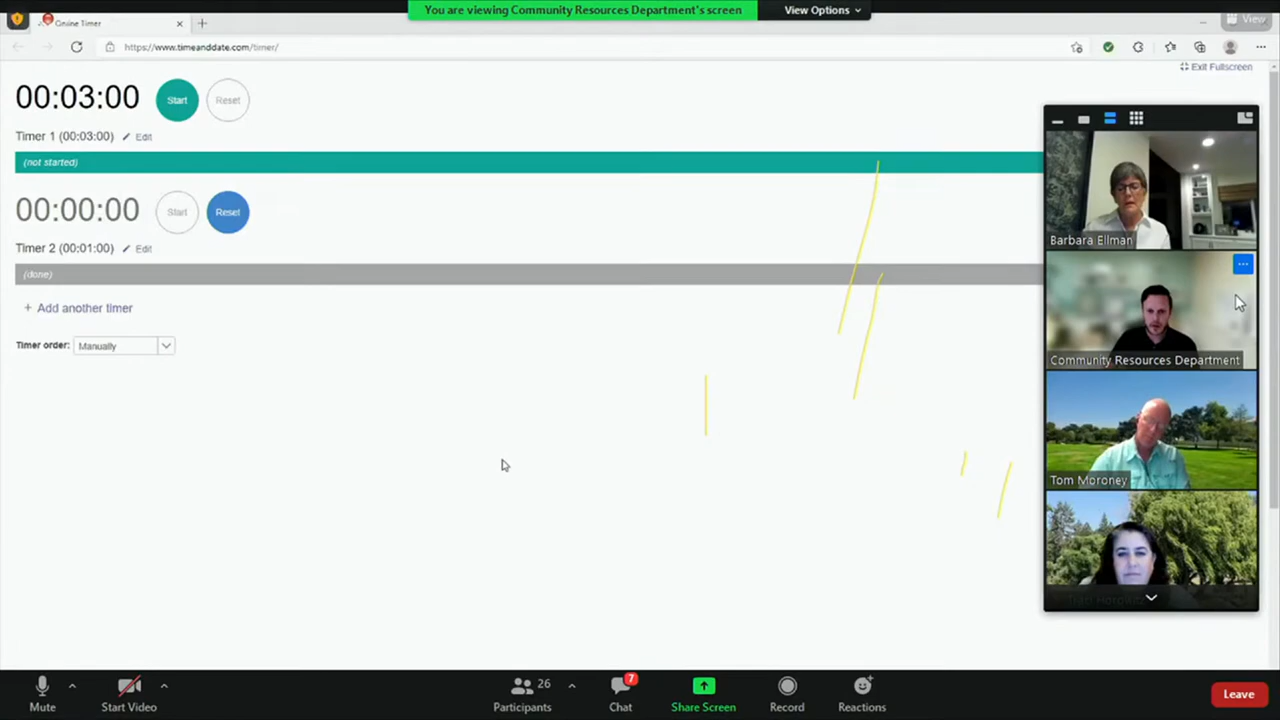 You are viewing Community Resources Department's screen
View Options
View
Online Timer
https://www.timeanddate.com/timer/
Exit Fullscreen
00:03:00
Start
Reset
Timer 1 (00:03:00)
Edit
(not started)
00:00:00
Start
Reset
Timer 2 (00:01:00)
Edit
(done)
+ Add another timer
Timer order:
Manually
Barbara Ellman
Community Resources Department
Tom Moroney
Mute
Start Video
26
Participants
7
Chat
Share Screen
Record
Reactions
Leave